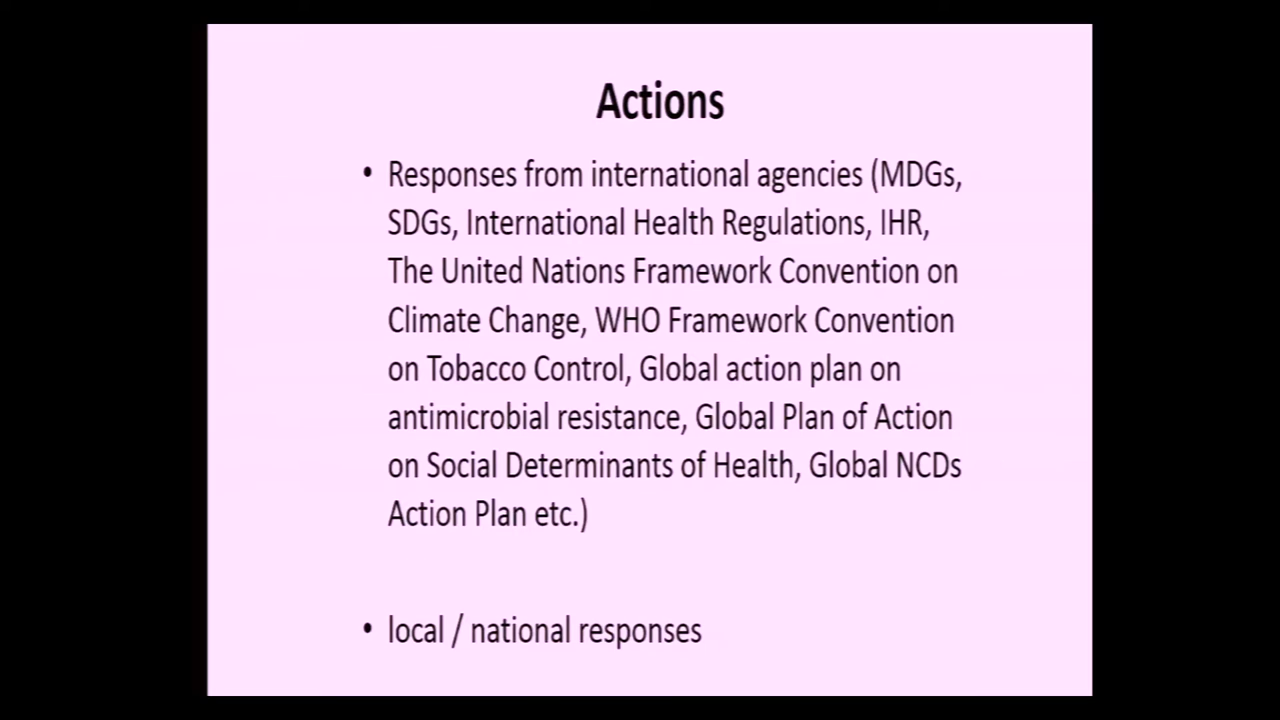 Actions
• Responses from international agencies (MDGs,
SDGs, International Health Regulations, IHR,
The United Nations Framework Convention on
Climate Change, WHO Framework Convention
on Tobacco Control, Global action plan on
antimicrobial resistance, Global Plan of Action
on Social Determinants of Health, Global NCDs
Action Plan etc.)
• local / national responses